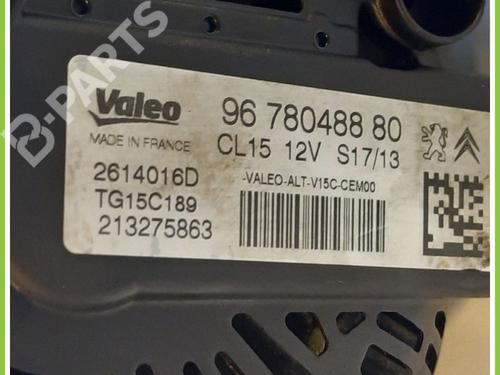 B-PARTS
Valeo
MADE IN FRANCE
96 780488 80
CL15 12V S17/13
2614016D
TG15C189
213275863
-VALEO-ALT-V15C-CEM00